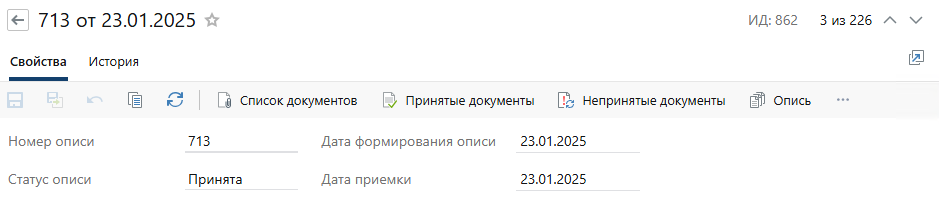 713 от 23.01.2025 ИД: 862 3 из 226
Свойства История
Список документов Принятые документы Непринятые документы Опись
Номер описи 713 Дата формирования описи 23.01.2025
Статус описи Принята Дата приемки 23.01.2025